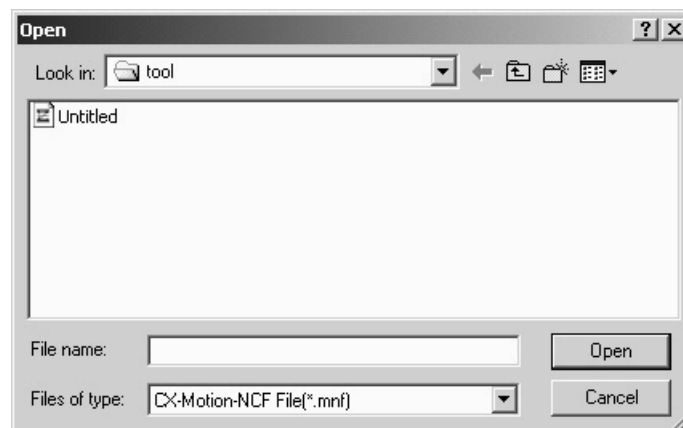 Open
Look in: tool
Untitled
File name:
Open
Files of type: CX-Motion-NCF File(*.mnf)
Cancel